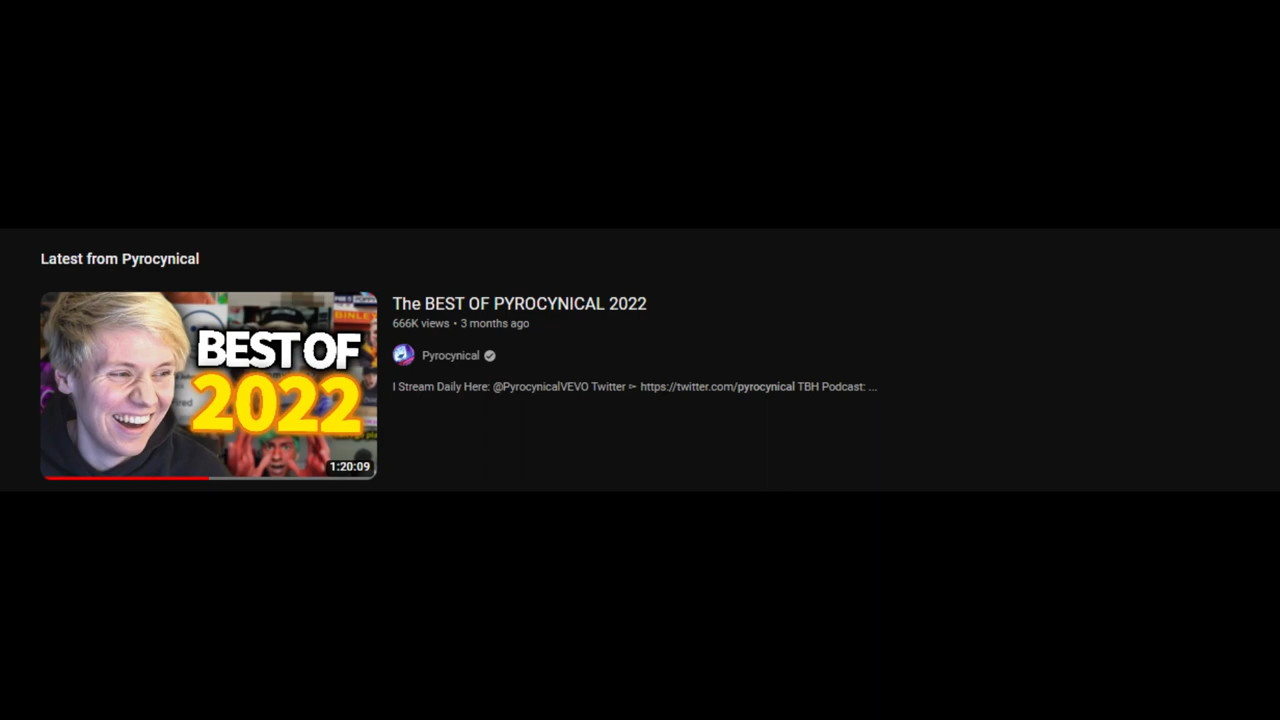 Latest from Pyrocynical
BEST OF
2022
1:20:09
The BEST OF PYROCYNICAL 2022
666K views • 3 months ago
Pyrocynical
I Stream Daily Here: @PyrocynicalVEVO Twitter ➣ https://twitter.com/pyrocynical TBH Podcast: ...